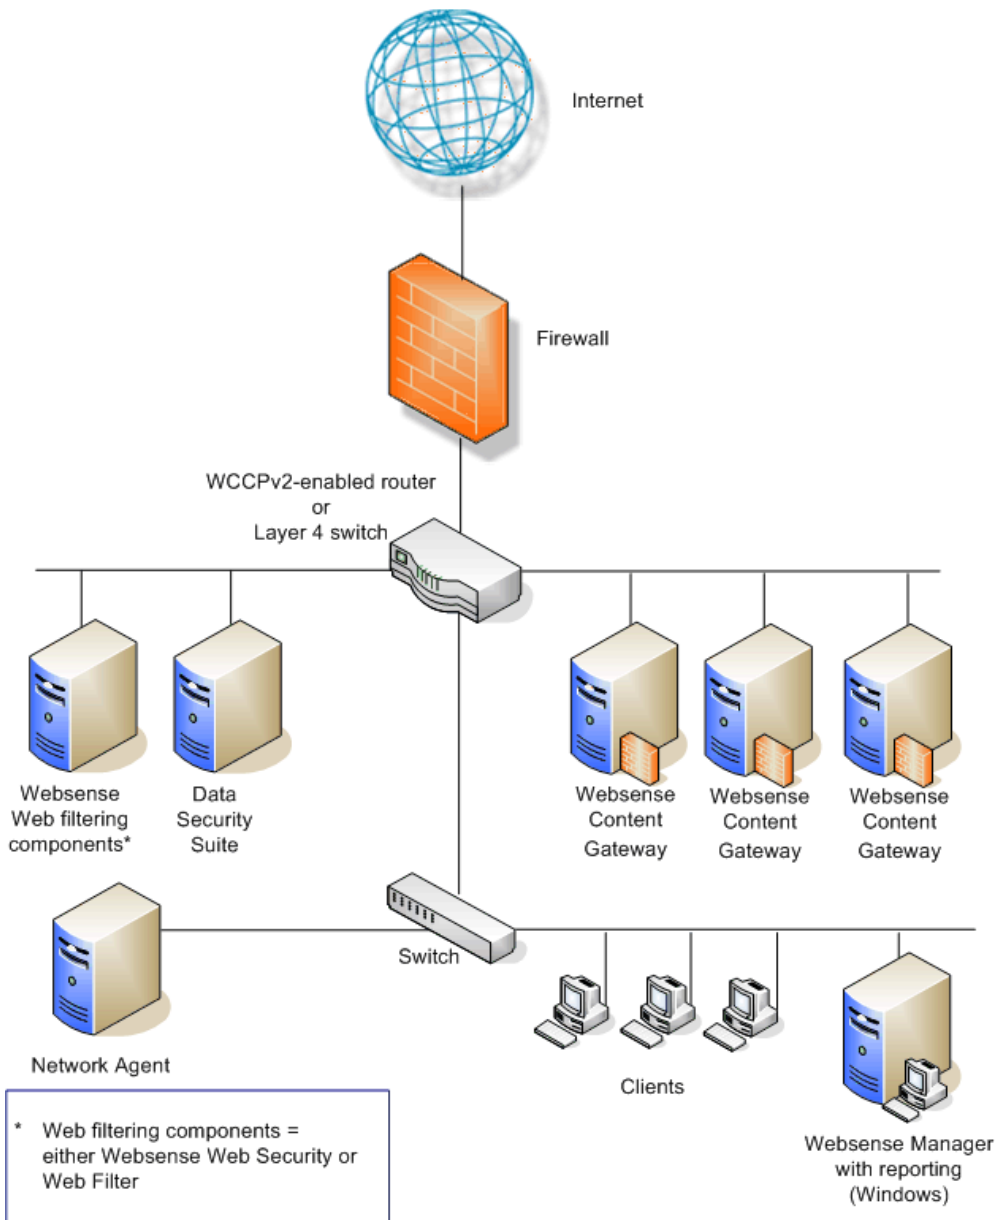 Internet
Firewall
WCCPv2-enabled router
or
Layer 4 switch
Websense
Web filtering
components*
Data
Security
Suite
Websense
Content
Gateway
Websense
Content
Gateway
Websense
Content
Gateway
Switch
Network Agent
Clients
Websense Manager
with reporting
(Windows)
* Web filtering components =
either Websense Web Security or
Web Filter